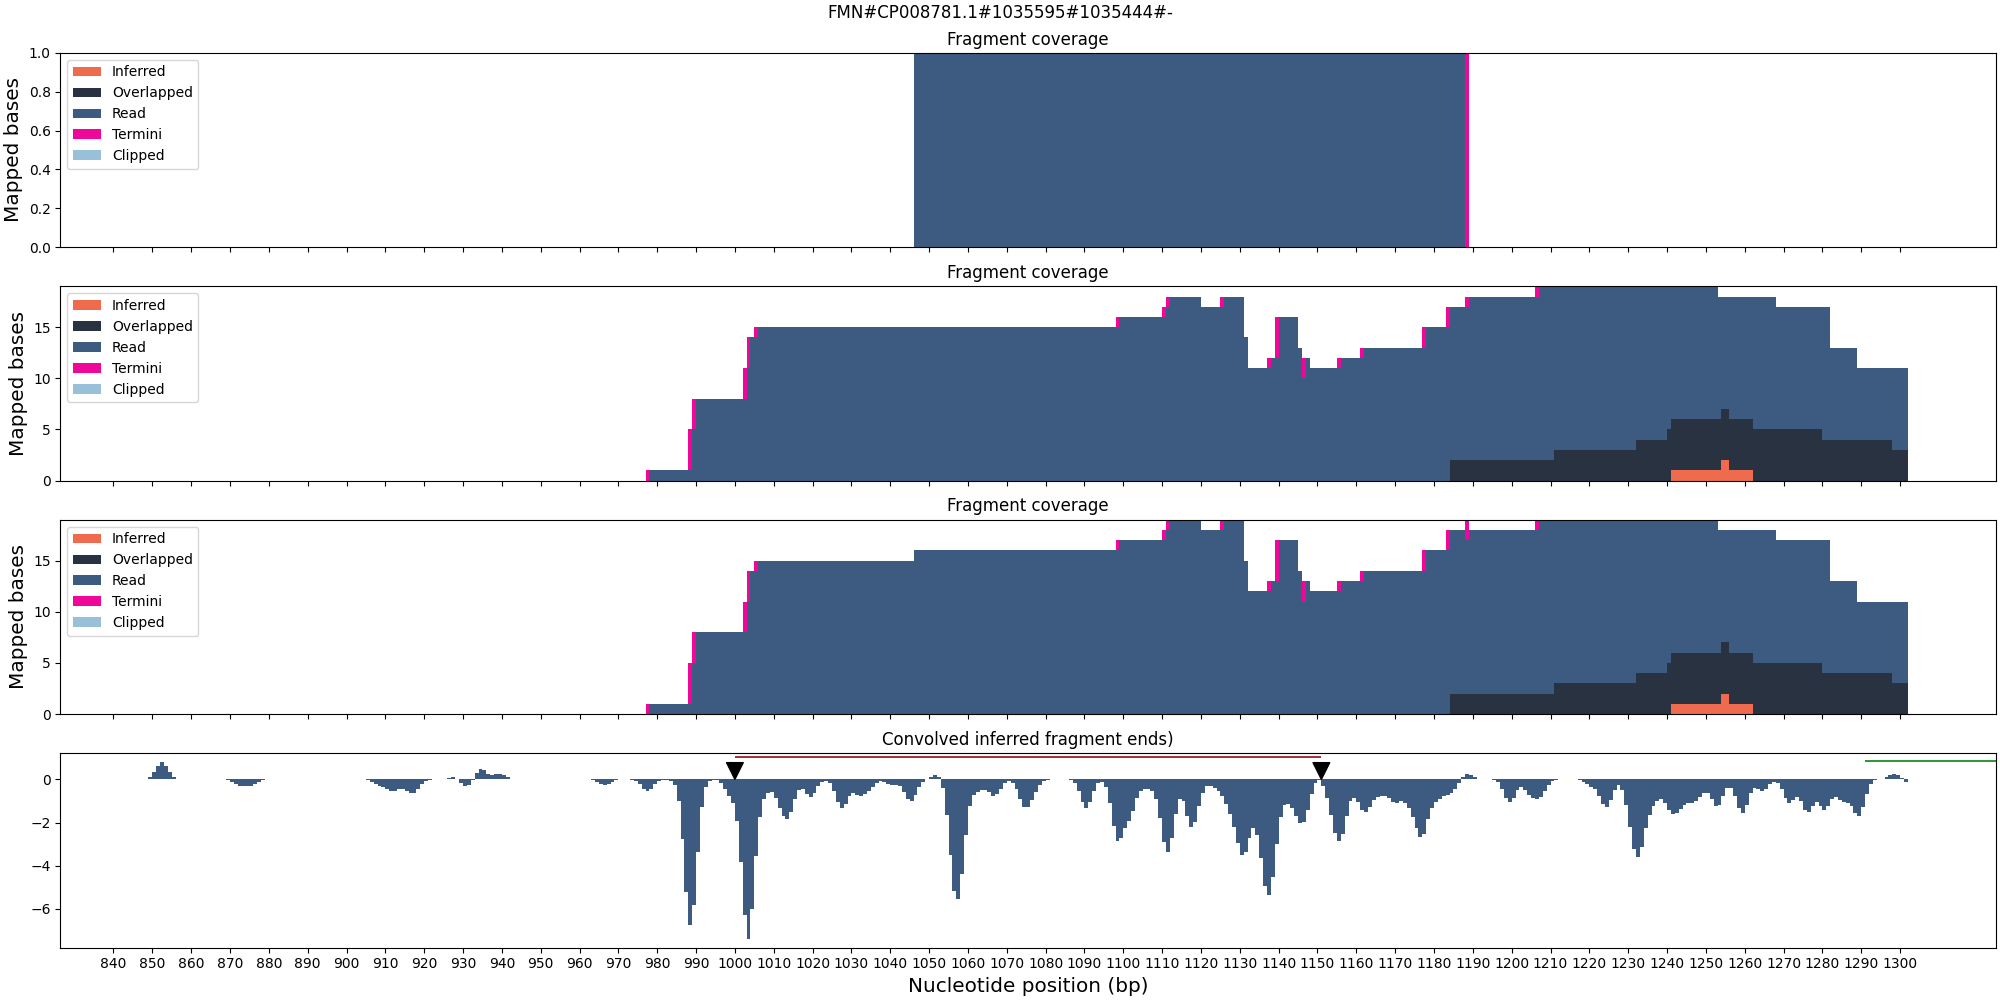 FMN#CP008781.1#1035595#1035444#-
Fragment coverage
Mapped bases
1.0
0.8
0.6
0.4
0.2
0.0
Inferred
Overlapped
Read
Termini
Clipped
Fragment coverage
Mapped bases
15
10
5
0
Inferred
Overlapped
Read
Termini
Clipped
Fragment coverage
Mapped bases
15
10
5
0
Inferred
Overlapped
Read
Termini
Clipped
Convolved inferred fragment ends)
0
−2
−4
−6
840 850 860 870 880 890 900 910 920 930 940 950 960 970 980 990 1000 1010 1020 1030 1040 1050 1060 1070 1080 1090 1100 1110 1120 1130 1140 1150 1160 1170 1180 1190 1200 1210 1220 1230 1240 1250 1260 1270 1280 1290 1300
Nucleotide position (bp)